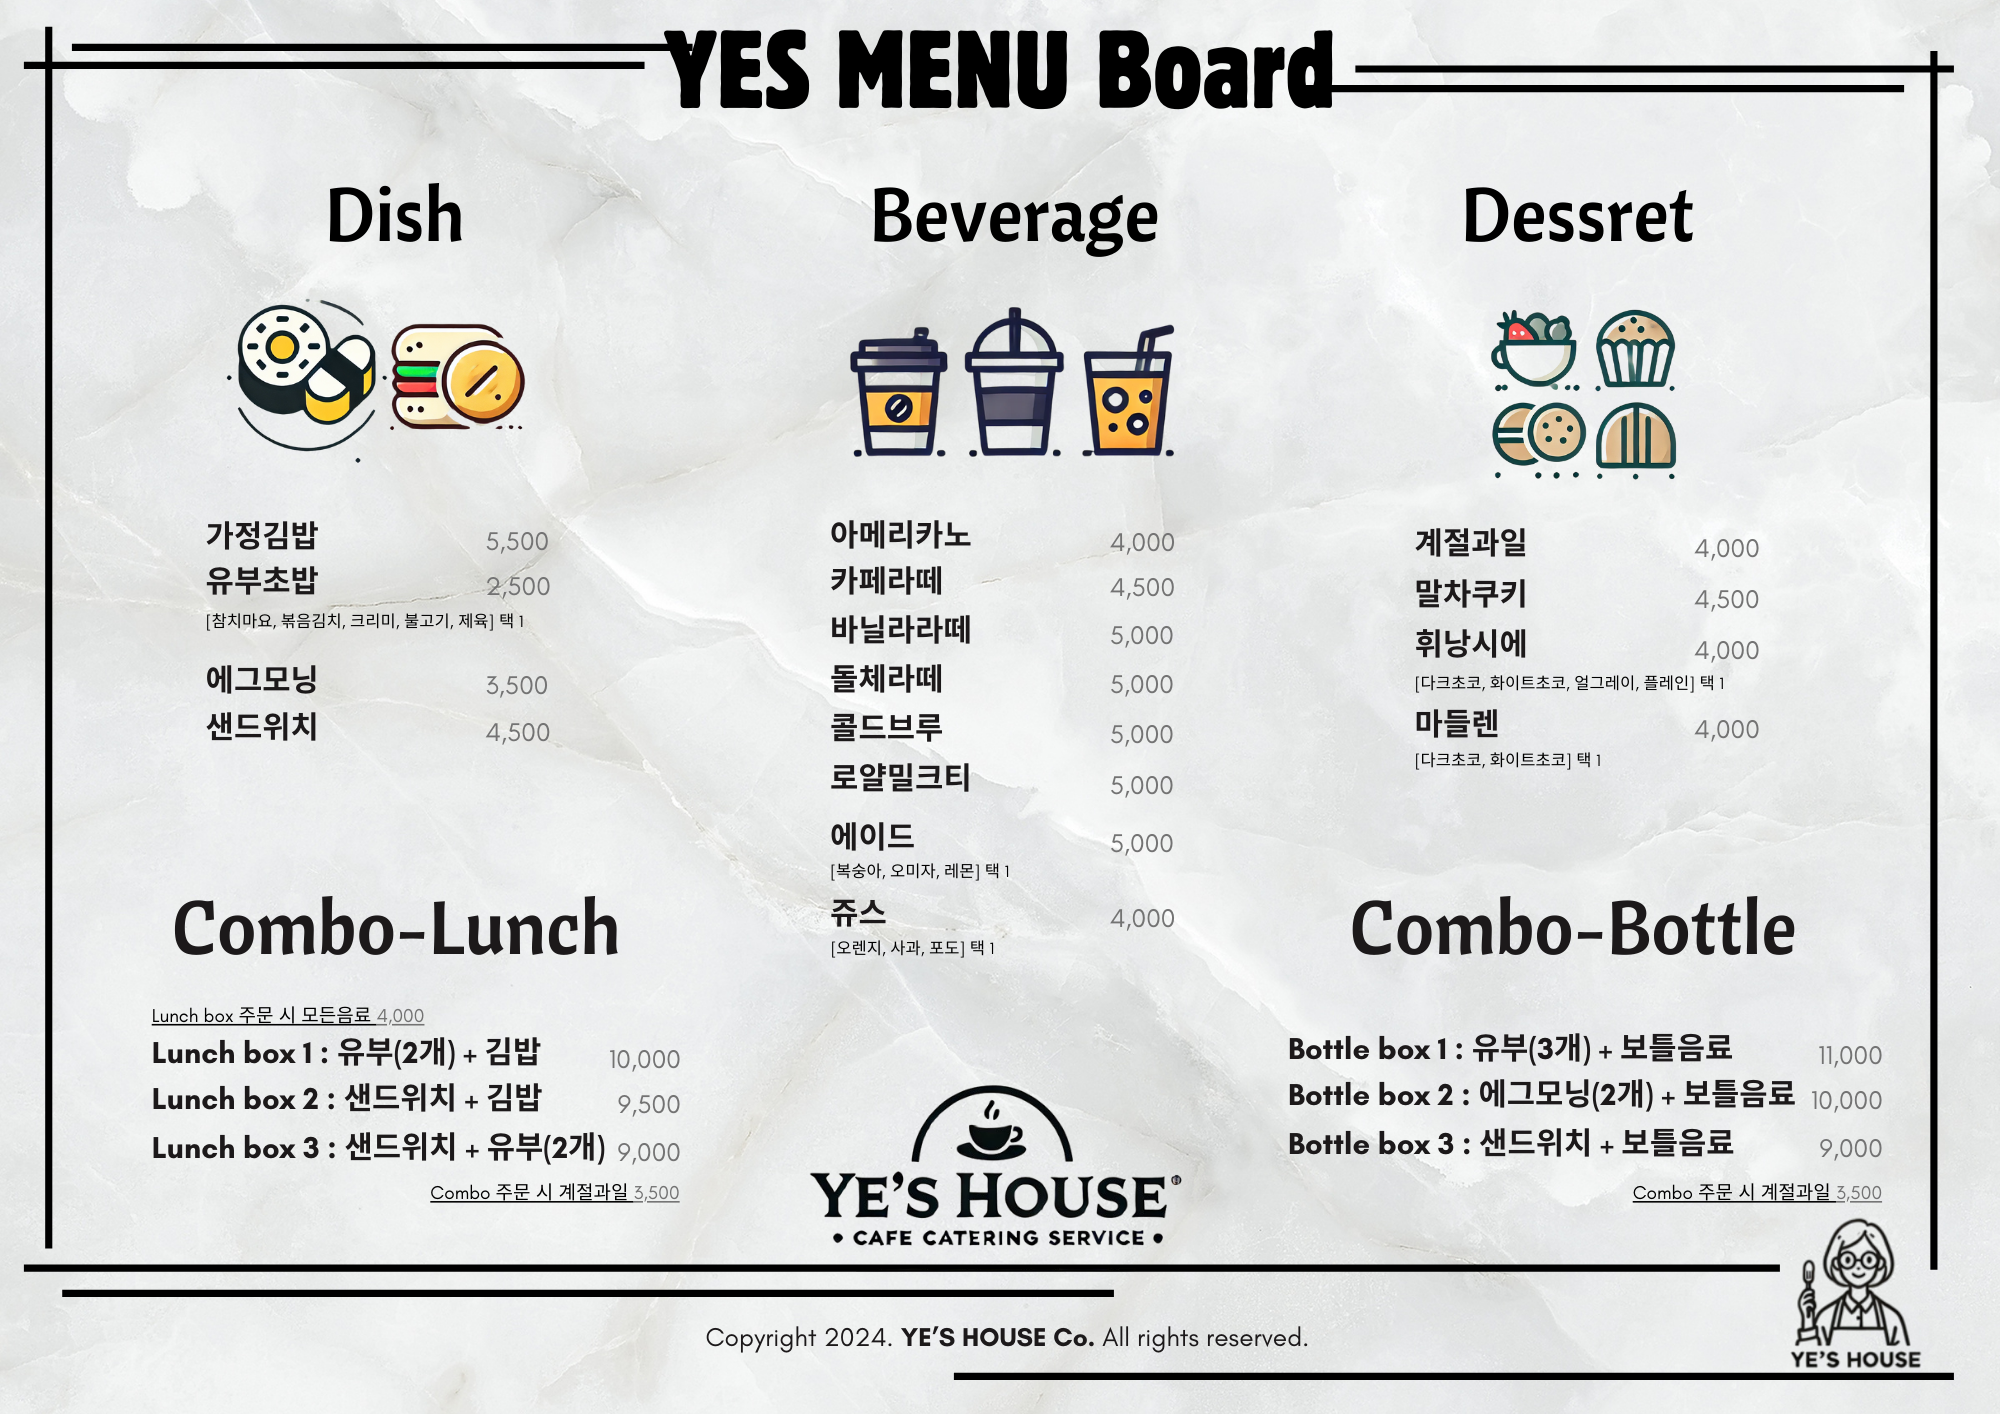 YES MENU Board
Dish
가정김밥 5,500
유부초밥 2,500
[참치마요, 볶음김치, 크리미, 불고기, 제육] 택 1
에그모닝 3,500
샌드위치 4,500
Beverage
아메리카노 4,000
카페라떼 4,500
바닐라라떼 5,000
돌체라떼 5,000
콜드브루 5,000
로얄밀크티 5,000
에이드 5,000
[복숭아, 오미자, 레몬] 택 1
쥬스 4,000
[오렌지, 사과, 포도] 택 1
Dessret
계절과일 4,000
말차쿠키 4,500
휘낭시에 4,000
[다크초코, 화이트초코, 얼그레이, 플레인] 택 1
마들렌 4,000
[다크초코, 화이트초코] 택 1
Combo-Lunch
Lunch box 주문 시 모든음료 4,000
Lunch box 1 : 유부(2개) + 김밥 10,000
Lunch box 2 : 샌드위치 + 김밥 9,500
Lunch box 3 : 샌드위치 + 유부(2개) 9,000
Combo 주문 시 계절과일 3,500
Combo-Bottle
Bottle box 1 : 유부(3개) + 보틀음료 11,000
Bottle box 2 : 에그모닝(2개) + 보틀음료 10,000
Bottle box 3 : 샌드위치 + 보틀음료 9,000
Combo 주문 시 계절과일 3,500
YE'S HOUSE
• CAFE CATERING SERVICE •
YE'S HOUSE
Copyright 2024. YE'S HOUSE Co. All rights reserved.